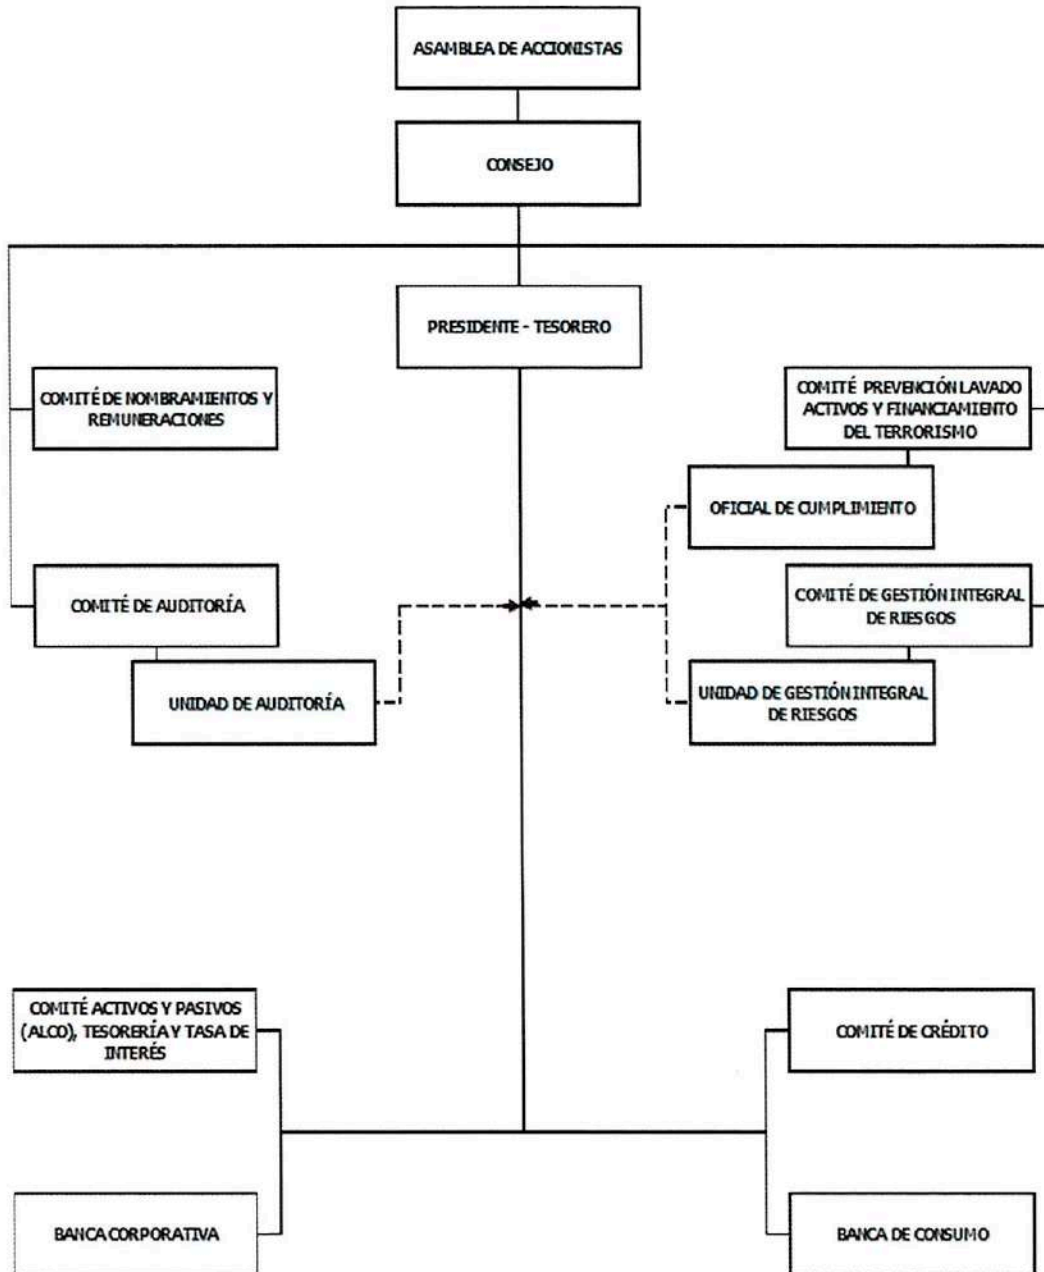 ASAMBLEA DE ACCIONISTAS
CONSEJO
PRESIDENTE - TESORERO
COMITÉ DE NOMBRAMIENTOS Y
REMUNERACIONES
COMITÉ PREVENCIÓN LAVADO
ACTIVOS Y FINANCIAMIENTO
DEL TERRORISMO
OFICIAL DE CUMPLIMIENTO
COMITÉ DE AUDITORÍA
COMITÉ DE GESTIÓN INTEGRAL
DE RIESGOS
UNIDAD DE AUDITORÍA
UNIDAD DE GESTIÓN INTEGRAL
DE RIESGOS
COMITÉ ACTIVOS Y PASIVOS
(ALCO), TESORERÍA Y TASA DE
INTERÉS
COMITÉ DE CRÉDITO
BANCA CORPORATIVA
BANCA DE CONSUMO